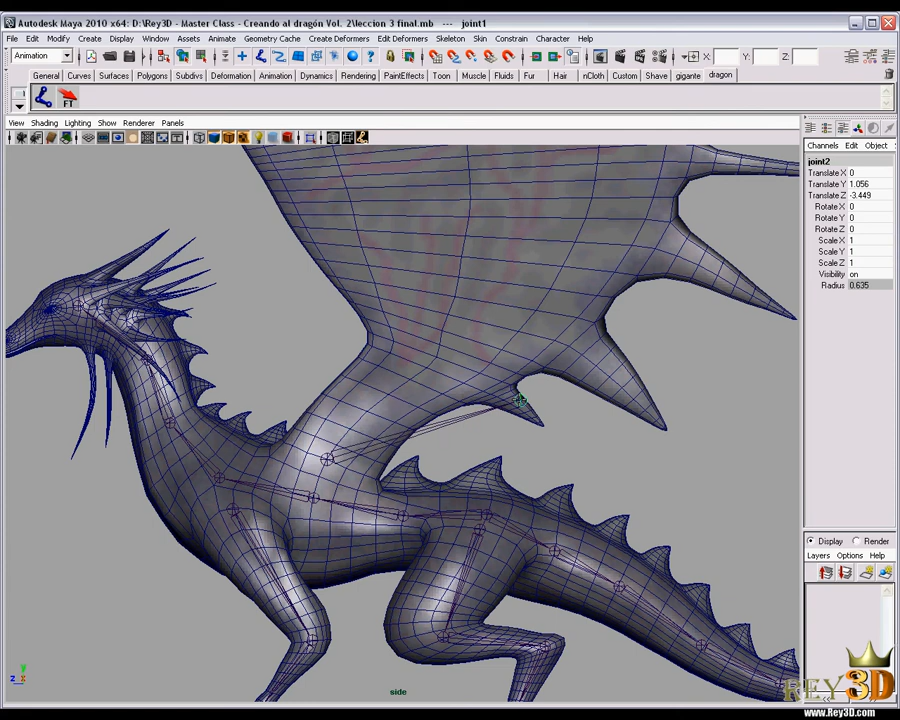 Autodesk Maya 2010 x64: D:\Rey3D - Master Class - Creando al dragón Vol. 2\leccion 3 final.mb --- joint1
File Edit Modify Create Display Window Assets Animate Geometry Cache Create Deformers Edit Deformers Skeleton Skin Constrain Character Help
Animation X: Y: Z:
General Curves Surfaces Polygons Subdivs Deformation Animation Dynamics Rendering PaintEffects Toon Muscle Fluids Fur Hair nCloth Custom Shave gigante dragon
FT
View Shading Lighting Show Renderer Panels
Channels Edit Object
joint2
Translate X 0
Translate Y 1.056
Translate Z -3.449
Rotate X 0
Rotate Y 0
Rotate Z 0
Scale X 1
Scale Y 1
Scale Z 1
Visibility on
Radius 0.635
Display Render
Layers Options Help
y
z x
side
REY3D
www.Rey3D.com